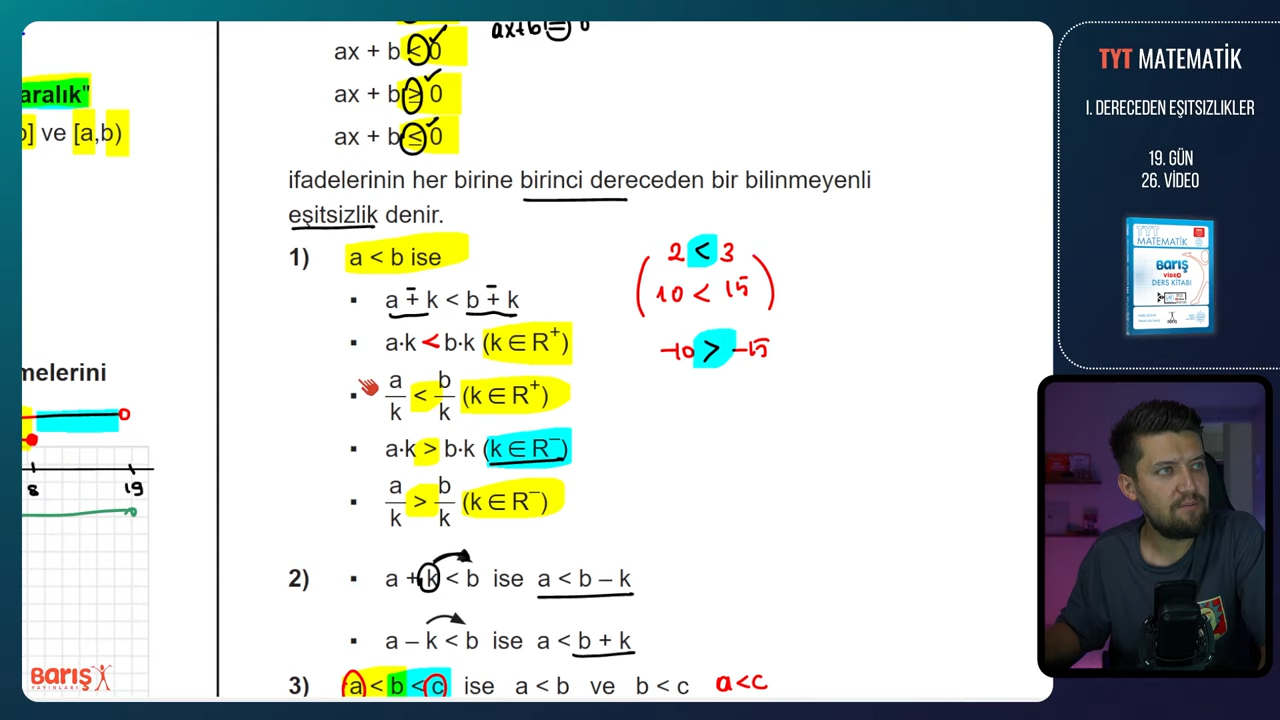 ax+b = 0
ax + b < 0
ax + b ≥ 0
ax + b ≤ 0
ifadelerinin her birine birinci dereceden bir bilinmeyenli
eşitsizlik denir.
1) a < b ise
▪ a ∓ k < b ∓ k
▪ a·k < b·k (k ∈ R⁺)
▪ a/k < b/k (k ∈ R⁺)
▪ a·k > b·k (k ∈ R⁻)
▪ a/k > b/k (k ∈ R⁻)
2 < 3
10 < 15
-10 > -15
2) ▪ a + k < b ise a < b – k
▪ a – k < b ise a < b + k
3) a < b < c ise a < b ve b < c a<c
aralık"
b] ve [a,b)
melerini
8 19
BARIŞ
YAYINLARI
TYT MATEMATİK
I. DERECEDEN EŞİTSİZLİKLER
19. GÜN
26. VİDEO
TYT
MATEMATİK
BARIŞ
VİDEO
DERS KİTABI